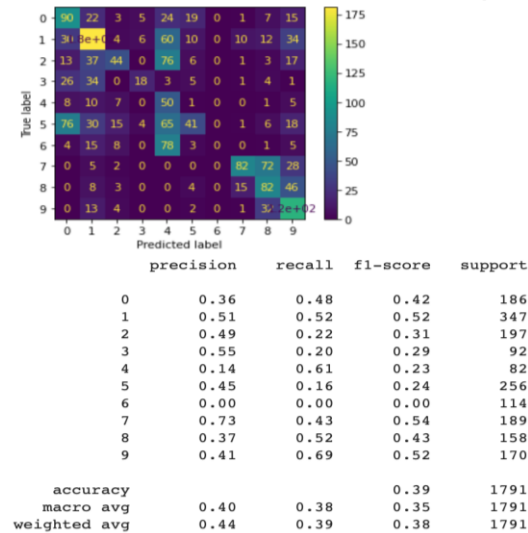 0 90 22 3 5 24 19 0 1 7 15
1 30 4 6 60 10 0 10 12 34
2 13 37 44 0 76 6 0 1 3 17
3 26 34 0 18 3 5 0 1 4 1
4 8 10 7 0 50 1 0 0 1 5
5 76 30 15 4 65 41 0 1 6 18
6 4 15 8 0 78 3 0 0 1 5
7 0 5 2 0 0 0 0 82 72 28
8 0 8 3 0 0 4 0 15 82 46
9 0 13 4 0 0 2 0 1
0 1 2 3 4 5 6 7 8 9
Predicted label
True label
175
150
125
100
75
50
25
0
precision recall f1-score support
0 0.36 0.48 0.42 186
1 0.51 0.52 0.52 347
2 0.49 0.22 0.31 197
3 0.55 0.20 0.29 92
4 0.14 0.61 0.23 82
5 0.45 0.16 0.24 256
6 0.00 0.00 0.00 114
7 0.73 0.43 0.54 189
8 0.37 0.52 0.43 158
9 0.41 0.69 0.52 170
accuracy 0.39 1791
macro avg 0.40 0.38 0.35 1791
weighted avg 0.44 0.39 0.38 1791